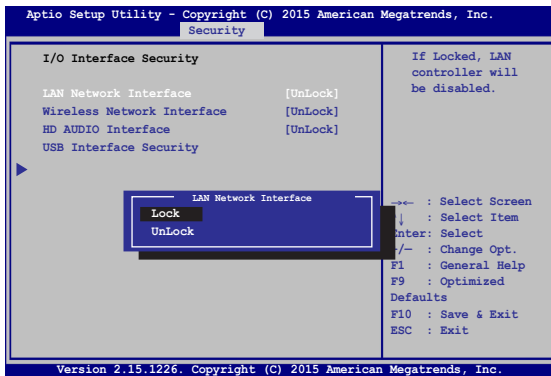 Aptio Setup Utility - Copyright (C) 2015 American Megatrends, Inc.
Security
I/O Interface Security
LAN Network Interface [UnLock]
Wireless Network Interface [UnLock]
HD AUDIO Interface [UnLock]
USB Interface Security
If Locked, LAN
controller will
be disabled.
LAN Network Interface
Lock
UnLock
→← : Select Screen
↓ : Select Item
Enter: Select
/— : Change Opt.
F1 : General Help
F9 : Optimized
Defaults
F10 : Save & Exit
ESC : Exit
Version 2.15.1226. Copyright (C) 2015 American Megatrends, Inc.